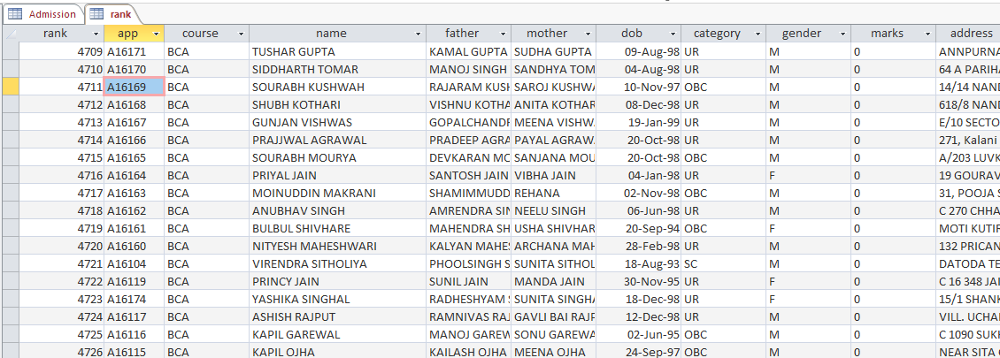 Admission rank
rank app course name father mother dob category gender marks address
4709 A16171 BCA TUSHAR GUPTA KAMAL GUPTA SUDHA GUPTA 09-Aug-98 UR M 0 ANNPURNA
4710 A16170 BCA SIDDHARTH TOMAR MANOJ SINGH SANDHYA TOM 04-Aug-98 UR M 0 64 A PARIHA
4711 A16169 BCA SOURABH KUSHWAH RAJARAM KUSH SAROJ KUSHW 10-Nov-97 OBC M 0 14/14 NAND
4712 A16168 BCA SHUBH KOTHARI VISHNU KOTHA ANITA KOTHAR 08-Dec-98 UR M 0 618/8 NAND
4713 A16167 BCA GUNJAN VISHWAS GOPALCHAND MEENA VISHW 19-Jan-99 UR M 0 E/10 SECTO
4714 A16166 BCA PRAJJWAL AGRAWAL PRADEEP AGRA PAYAL AGRAW 20-Oct-98 UR M 0 271, Kalani
4715 A16165 BCA SOURABH MOURYA DEVKARAN MO SANJANA MOU 20-Oct-98 OBC M 0 A/203 LUVK
4716 A16164 BCA PRIYAL JAIN SANTOSH JAIN VIBHA JAIN 04-Jan-98 UR F 0 19 GOURAV
4717 A16163 BCA MOINUDDIN MAKRANI SHAMIMMUDD REHANA 02-Nov-98 OBC M 0 31, POOJA S
4718 A16162 BCA ANUBHAV SINGH AMRENDRA SIN NEELU SINGH 06-Jun-98 UR M 0 C 270 CHHA
4719 A16161 BCA BULBUL SHIVHARE MAHENDRA SH USHA SHIVHAR 20-Sep-94 OBC F 0 MOTI KUTIR
4720 A16160 BCA NITYESH MAHESHWARI KALYAN MAHES ARCHANA MAH 28-Feb-98 UR M 0 132 PRICAN
4721 A16104 BCA VIRENDRA SITHOLIYA PHOOLSINGH S SUNITA SITHOL 18-Aug-93 SC M 0 DATODA TE
4722 A16119 BCA PRINCY JAIN SUNIL JAIN MANDA JAIN 30-Nov-95 UR F 0 C 16 348 JAI
4723 A16174 BCA YASHIKA SINGHAL RADHESHYAM SUNITA SINGHA 18-Dec-98 UR F 0 15/1 SHANK
4724 A16117 BCA ASHISH RAJPUT RAMNIVAS RAJ GAVLI BAI RAJP 12-Dec-98 UR M 0 VILL. UCHA
4725 A16116 BCA KAPIL GAREWAL MANOJ GAREW SONU GAREWA 02-Jun-95 OBC M 0 C 1090 SUKH
4726 A16115 BCA KAPIL OJHA KAILASH OJHA MEENA OJHA 24-Sep-97 OBC M 0 NEAR SITA